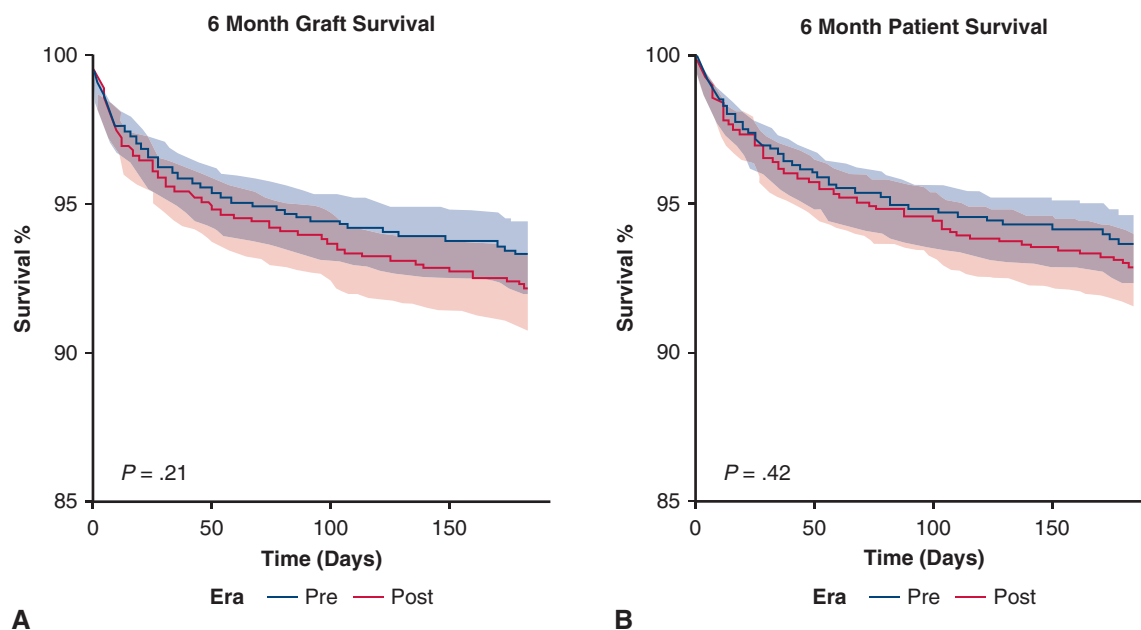 6 Month Graft Survival
100
95
90
85
Survival %
P = .21
0 50 100 150
Time (Days)
Era Pre Post
A
6 Month Patient Survival
100
95
90
85
Survival %
P = .42
0 50 100 150
Time (Days)
Era Pre Post
B